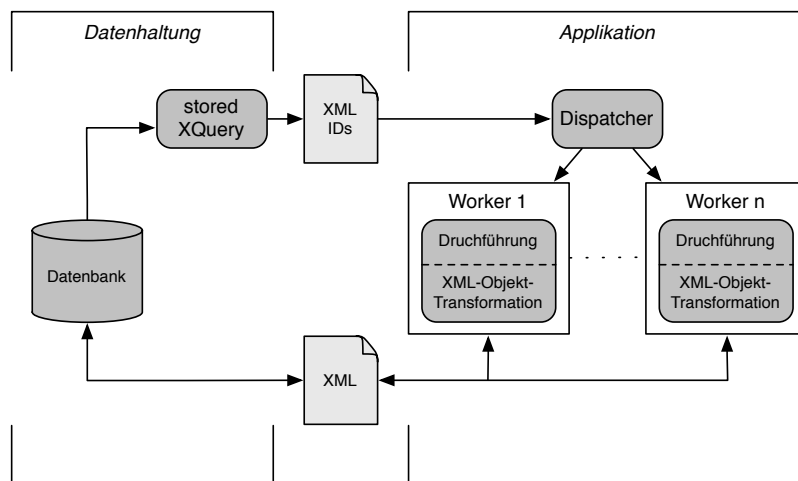 Datenhaltung
Applikation
stored
XQuery
XML
IDs
Dispatcher
Worker 1
Worker n
Druchführung
XML-Objekt-
Transformation
Druchführung
XML-Objekt-
Transformation
Datenbank
XML